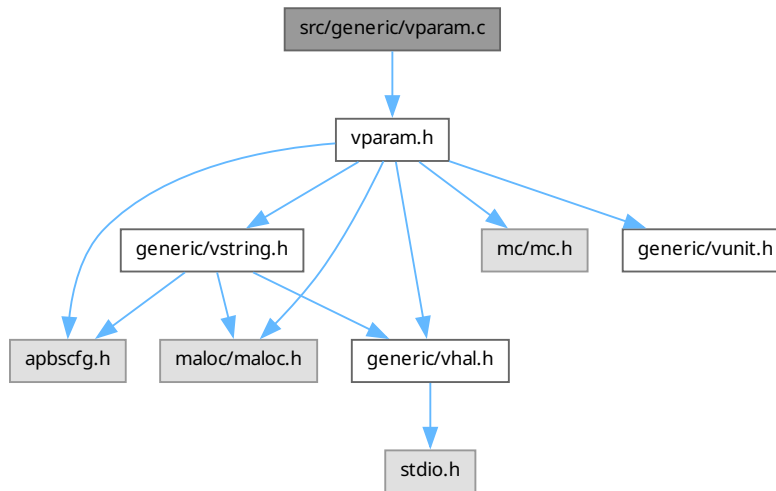 src/generic/vparam.c
vparam.h
generic/vstring.h
mc/mc.h
generic/vunit.h
apbscfg.h
maloc/maloc.h
generic/vhal.h
stdio.h